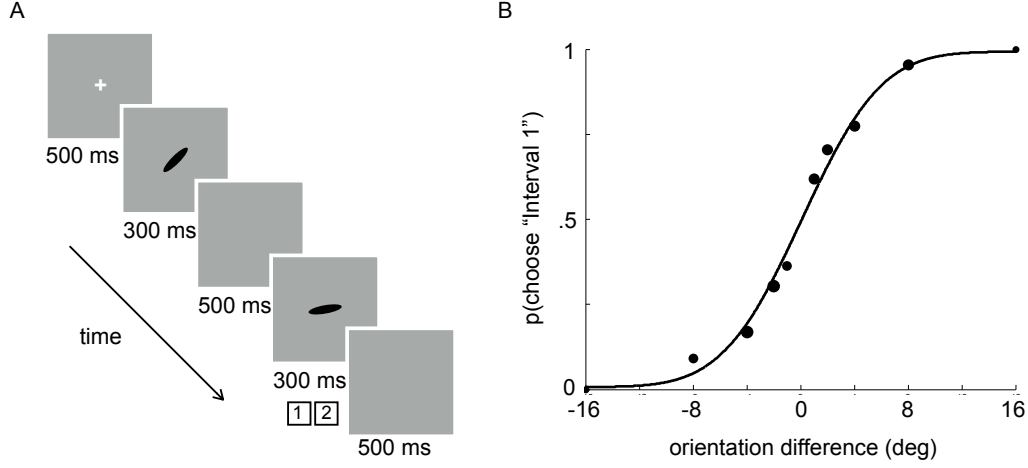 A
500 ms
300 ms
500 ms
300 ms
1 2
500 ms
time
B
p(choose “Interval 1”)
1
.5
0
-16 -8 0 8 16
orientation difference (deg)